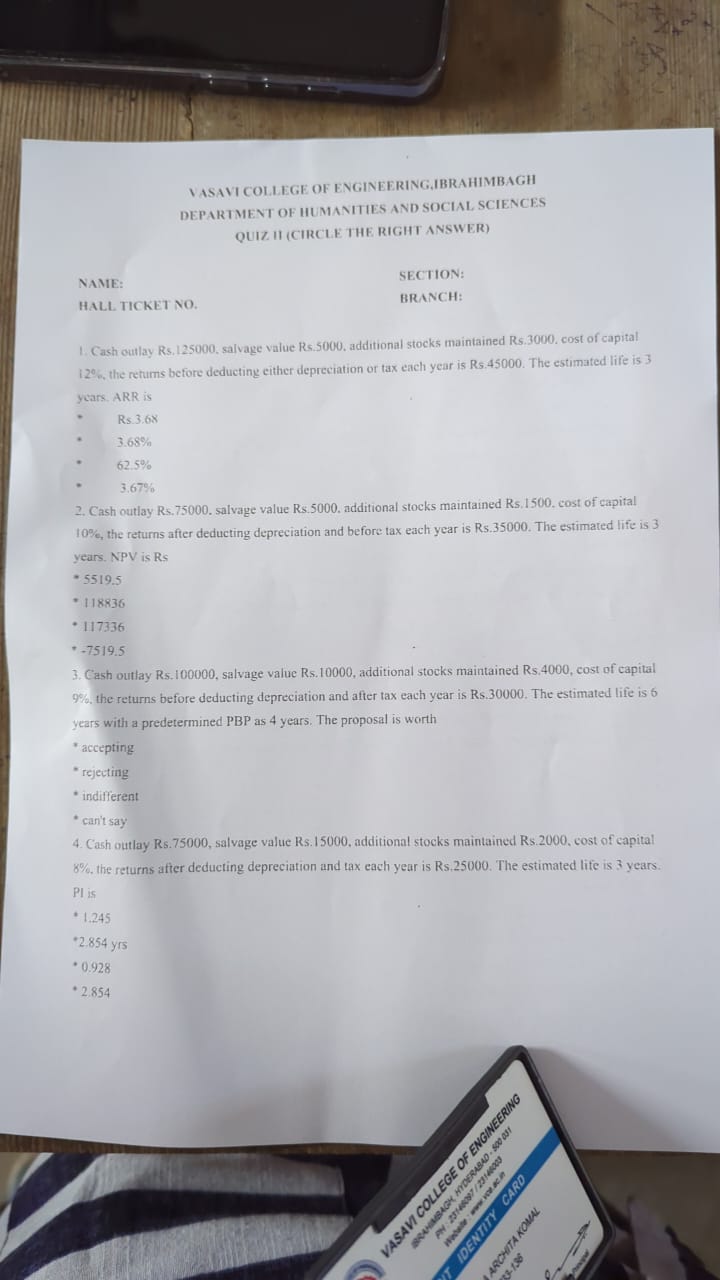 VASAVI COLLEGE OF ENGINEERING,IBRAHIMBAGH
DEPARTMENT OF HUMANITIES AND SOCIAL SCIENCES
QUIZ II (CIRCLE THE RIGHT ANSWER)
NAME:
SECTION:
HALL TICKET NO.
BRANCH:
1. Cash outlay Rs.125000, salvage value Rs.5000, additional stocks maintained Rs.3000, cost of capital
12%, the returns before deducting either depreciation or tax each year is Rs.45000. The estimated life is 3
years. ARR is
* Rs.3.68
* 3.68%
* 62.5%
* 3.67%
2. Cash outlay Rs.75000, salvage value Rs.5000, additional stocks maintained Rs.1500, cost of capital
10%, the returns after deducting depreciation and before tax each year is Rs.35000. The estimated life is 3
years. NPV is Rs
* 5519.5
* 118836
* 117336
* -7519.5
3. Cash outlay Rs.100000, salvage value Rs.10000, additional stocks maintained Rs.4000, cost of capital
9%, the returns before deducting depreciation and after tax each year is Rs.30000. The estimated life is 6
years with a predetermined PBP as 4 years. The proposal is worth
* accepting
* rejecting
* indifferent
* can't say
4. Cash outlay Rs.75000, salvage value Rs.15000, additional stocks maintained Rs.2000, cost of capital
8%, the returns after deducting depreciation and tax each year is Rs.25000. The estimated life is 3 years.
PI is
* 1.245
*2.854 yrs
* 0.928
* 2.854
VASAVI COLLEGE OF ENGINEERING
IBRAHIMBAGH, HYDERABAD - 500 031
PH : 23146003
Website : www.vce.ac.in
IDENTITY CARD
ARCHITA KOMAL